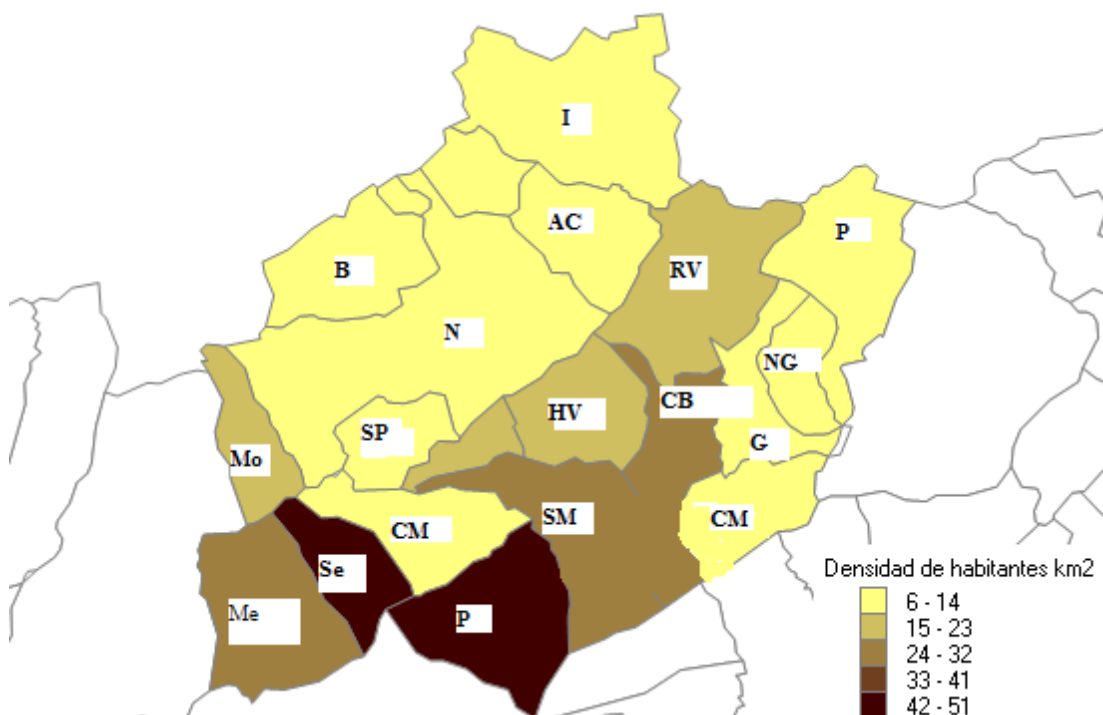 I
AC
P
B
RV
N
NG
CB
HV
SP
G
Mo
CM
SM
CM
Se
Me
P
Densidad de habitantes km2
6 - 14
15 - 23
24 - 32
33 - 41
42 - 51